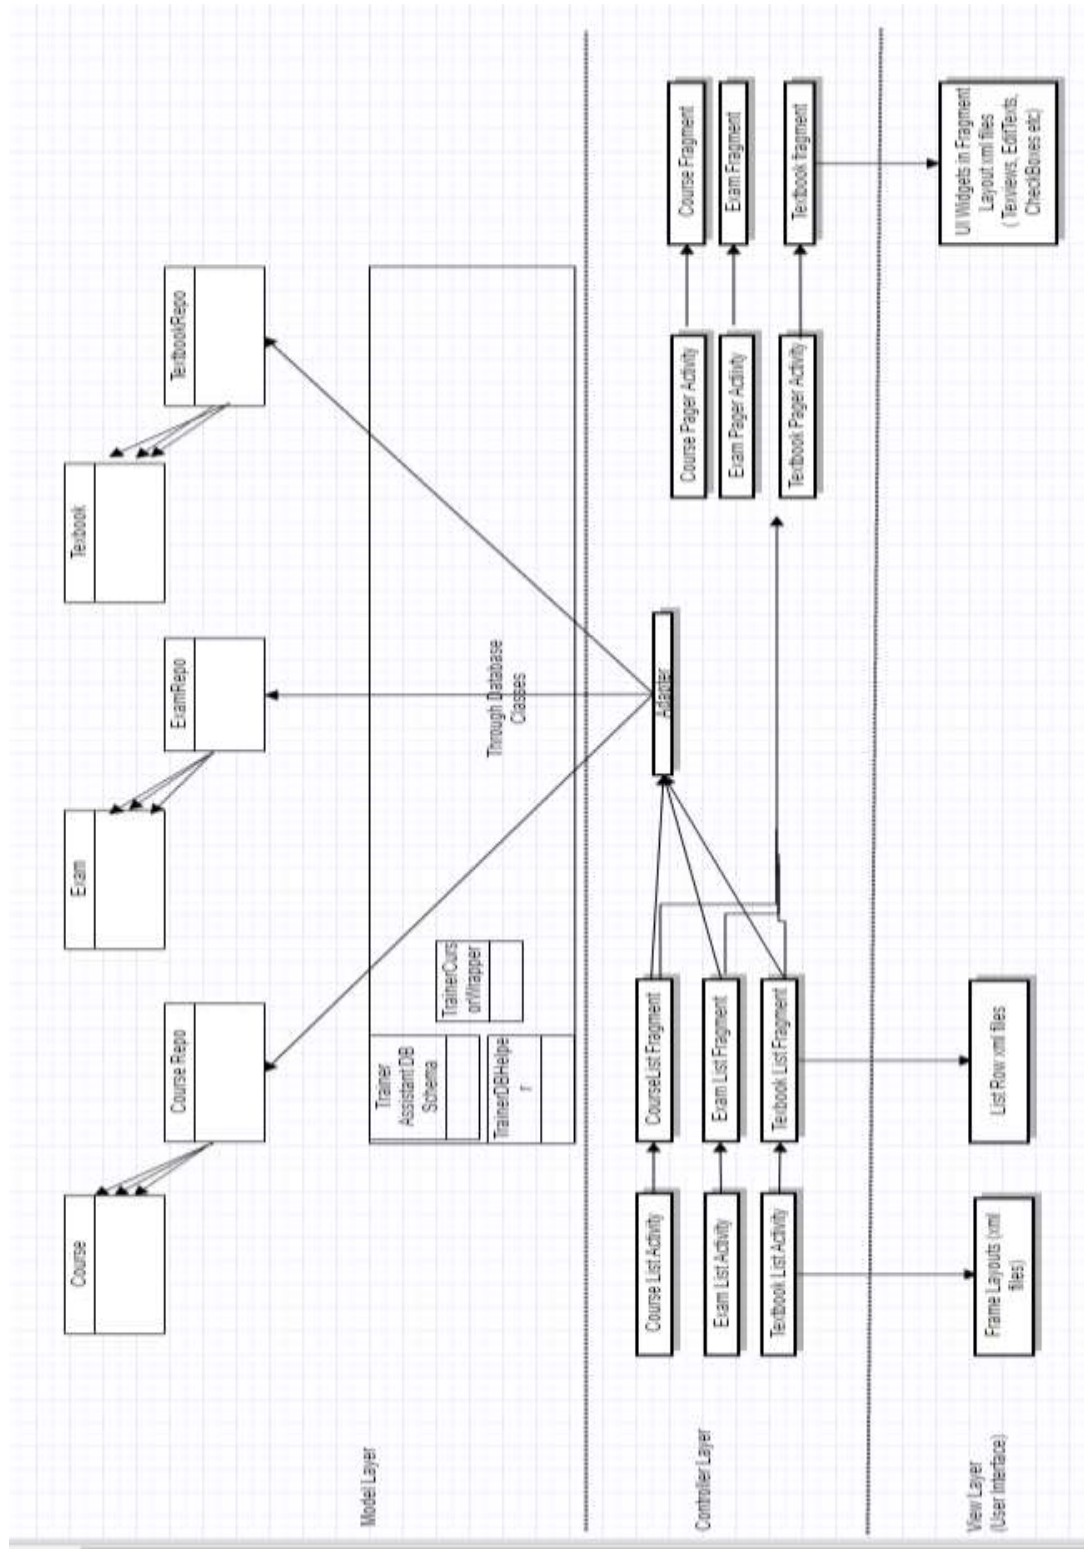 Course
Exam
Textbook
Course Repo
ExamRepo
TextbookRepo
Model Layer
Trainer
Assistant DB
Schema
TrainerCurs
orWrapper
TrainerDBHelpe
r
Through Database
Classes
Controller Layer
Course List Activity
CourseList Fragment
Adapter
Course Pager Activity
Course Fragment
Exam List Activity
Exam List Fragment
Exam Pager Activity
Exam Fragment
Textbook List Activity
Textbook List Fragment
Textbook Pager Activity
Textbook fragment
View Layer
(User Interface)
Frame Layouts (xml
files)
List Row xml files
UI Widgets in Fragment
Layout xml files
( Texviews, EditTexts,
CheckBoxes etc)